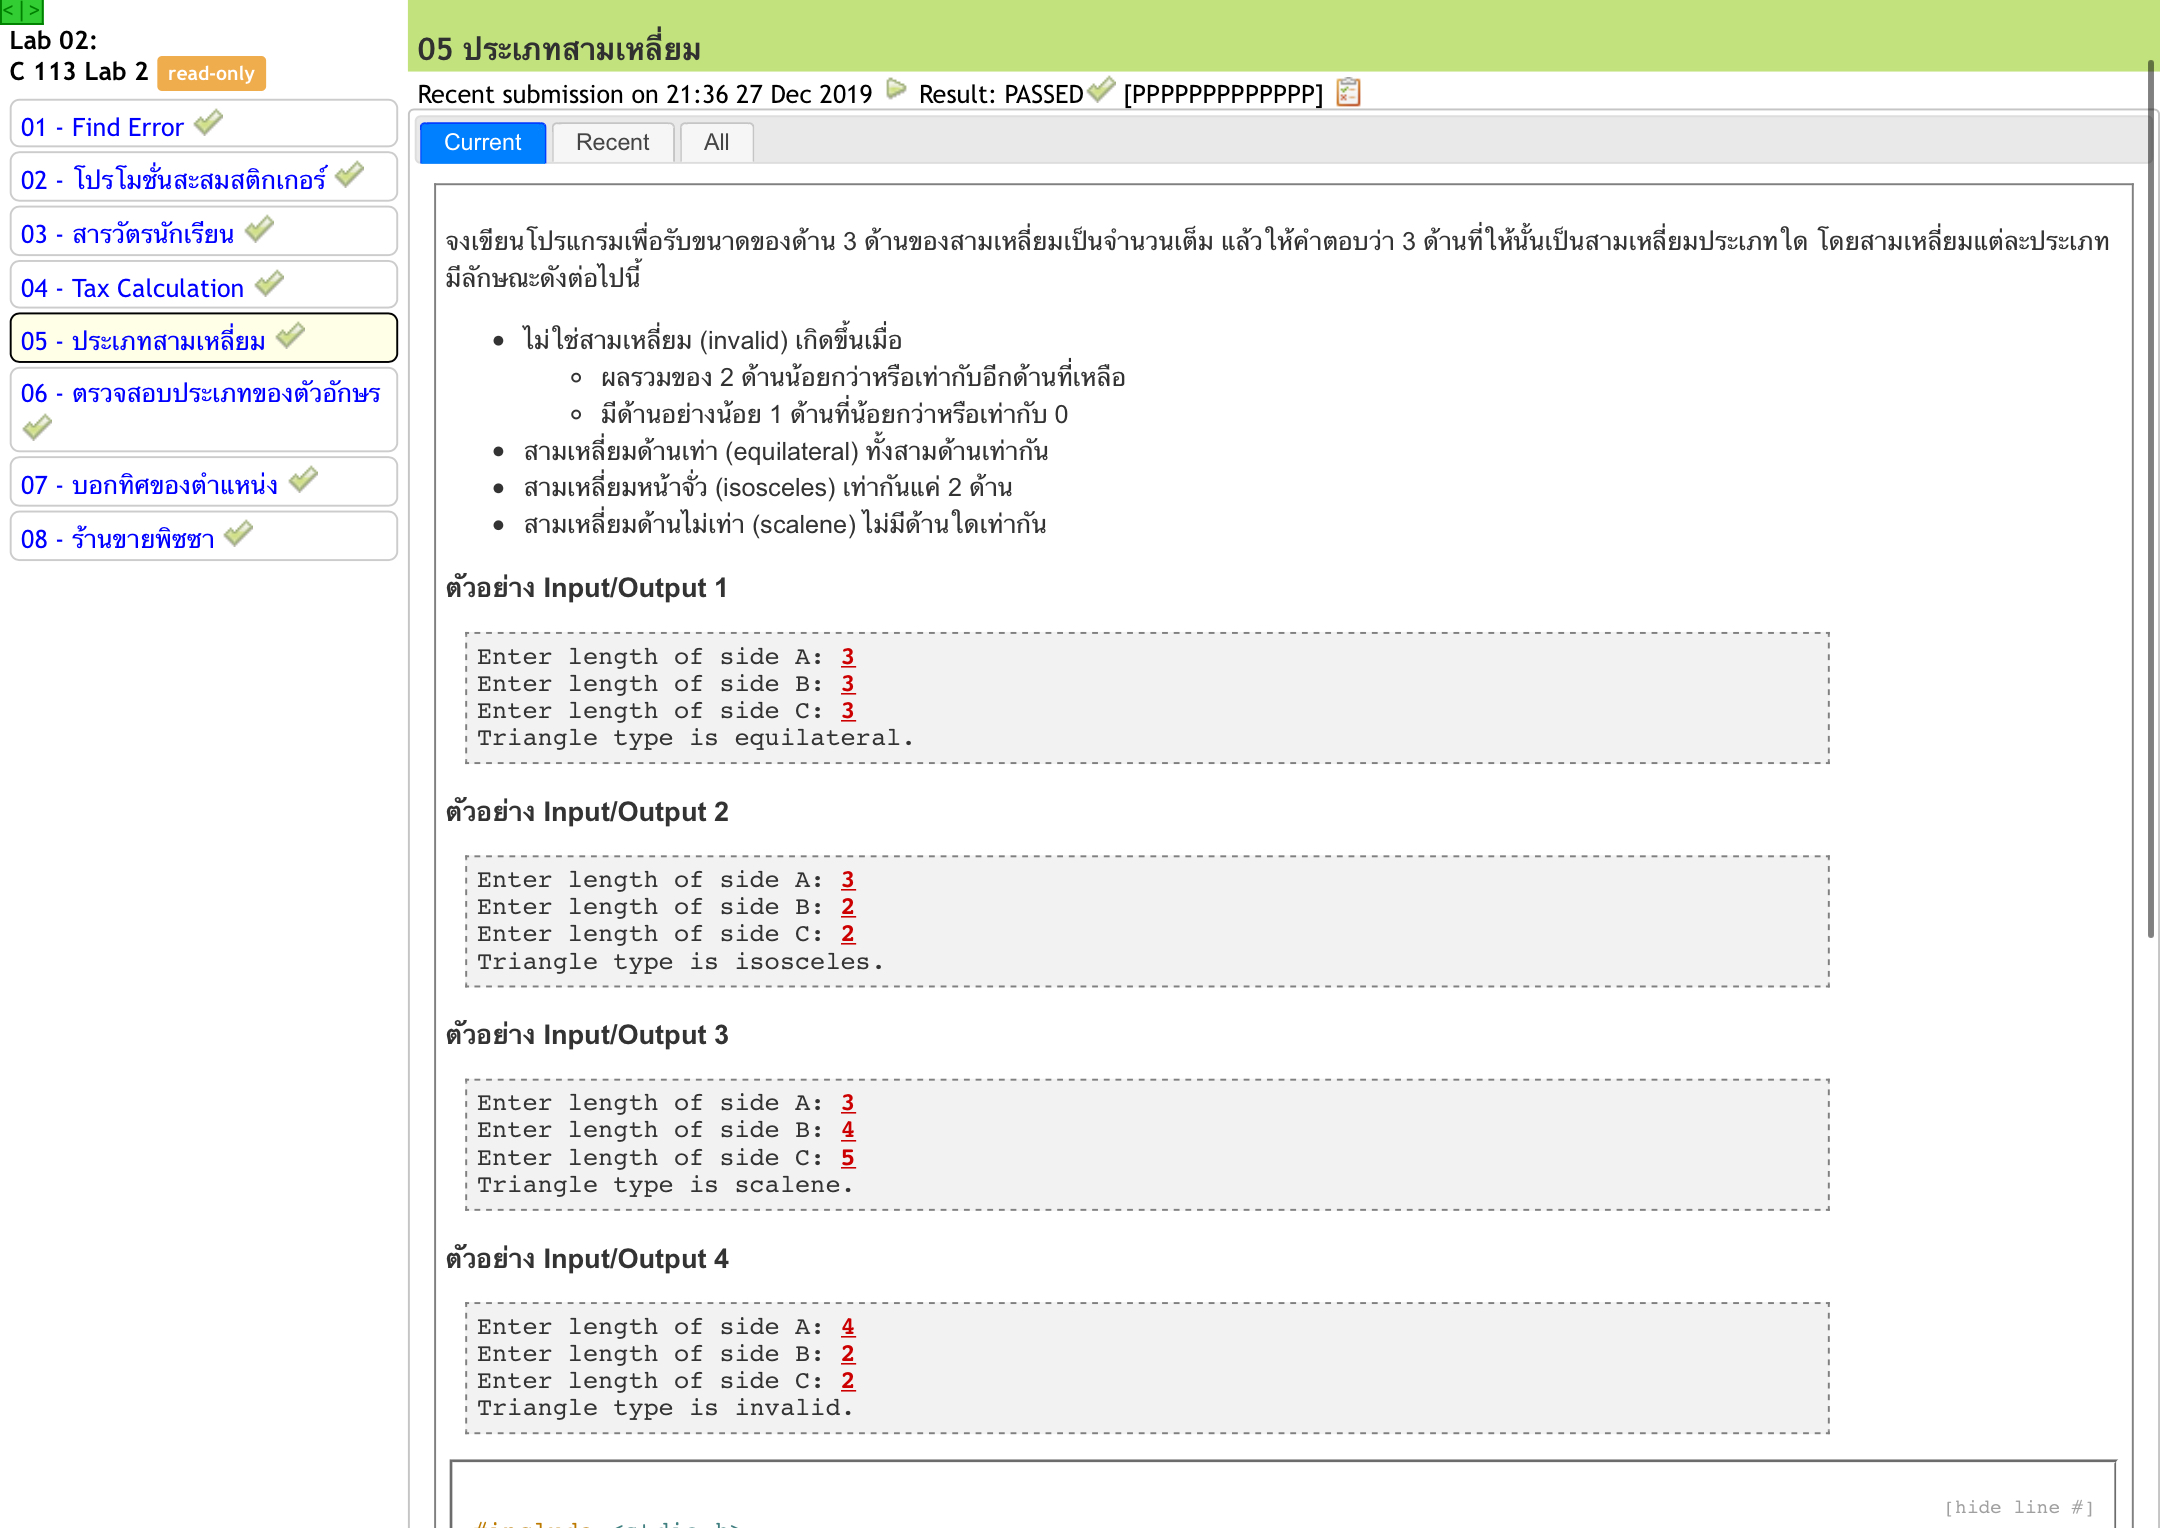 <|>
Lab 02:
C 113 Lab 2 read-only
01 - Find Error
02 - โปรโมชั่นสะสมสติกเกอร์
03 - สารวัตรนักเรียน
04 - Tax Calculation
05 - ประเภทสามเหลี่ยม
06 - ตรวจสอบประเภทของตัวอักษร
07 - บอกทิศของตำแหน่ง
08 - ร้านขายพิซซา
05 ประเภทสามเหลี่ยม
Recent submission on 21:36 27 Dec 2019 Result: PASSED [PPPPPPPPPPPPP]
Current Recent All
จงเขียนโปรแกรมเพื่อรับขนาดของด้าน 3 ด้านของสามเหลี่ยมเป็นจำนวนเต็ม แล้วให้คำตอบว่า 3 ด้านที่ให้นั้นเป็นสามเหลี่ยมประเภทใด โดยสามเหลี่ยมแต่ละประเภท
มีลักษณะดังต่อไปนี้
• ไม่ใช่สามเหลี่ยม (invalid) เกิดขึ้นเมื่อ
◦ ผลรวมของ 2 ด้านน้อยกว่าหรือเท่ากับอีกด้านที่เหลือ
◦ มีด้านอย่างน้อย 1 ด้านที่น้อยกว่าหรือเท่ากับ 0
• สามเหลี่ยมด้านเท่า (equilateral) ทั้งสามด้านเท่ากัน
• สามเหลี่ยมหน้าจั่ว (isosceles) เท่ากันแค่ 2 ด้าน
• สามเหลี่ยมด้านไม่เท่า (scalene) ไม่มีด้านใดเท่ากัน
ตัวอย่าง Input/Output 1
Enter length of side A: 3
Enter length of side B: 3
Enter length of side C: 3
Triangle type is equilateral.
ตัวอย่าง Input/Output 2
Enter length of side A: 3
Enter length of side B: 2
Enter length of side C: 2
Triangle type is isosceles.
ตัวอย่าง Input/Output 3
Enter length of side A: 3
Enter length of side B: 4
Enter length of side C: 5
Triangle type is scalene.
ตัวอย่าง Input/Output 4
Enter length of side A: 4
Enter length of side B: 2
Enter length of side C: 2
Triangle type is invalid.
[hide line #]
#include <stdio.h>